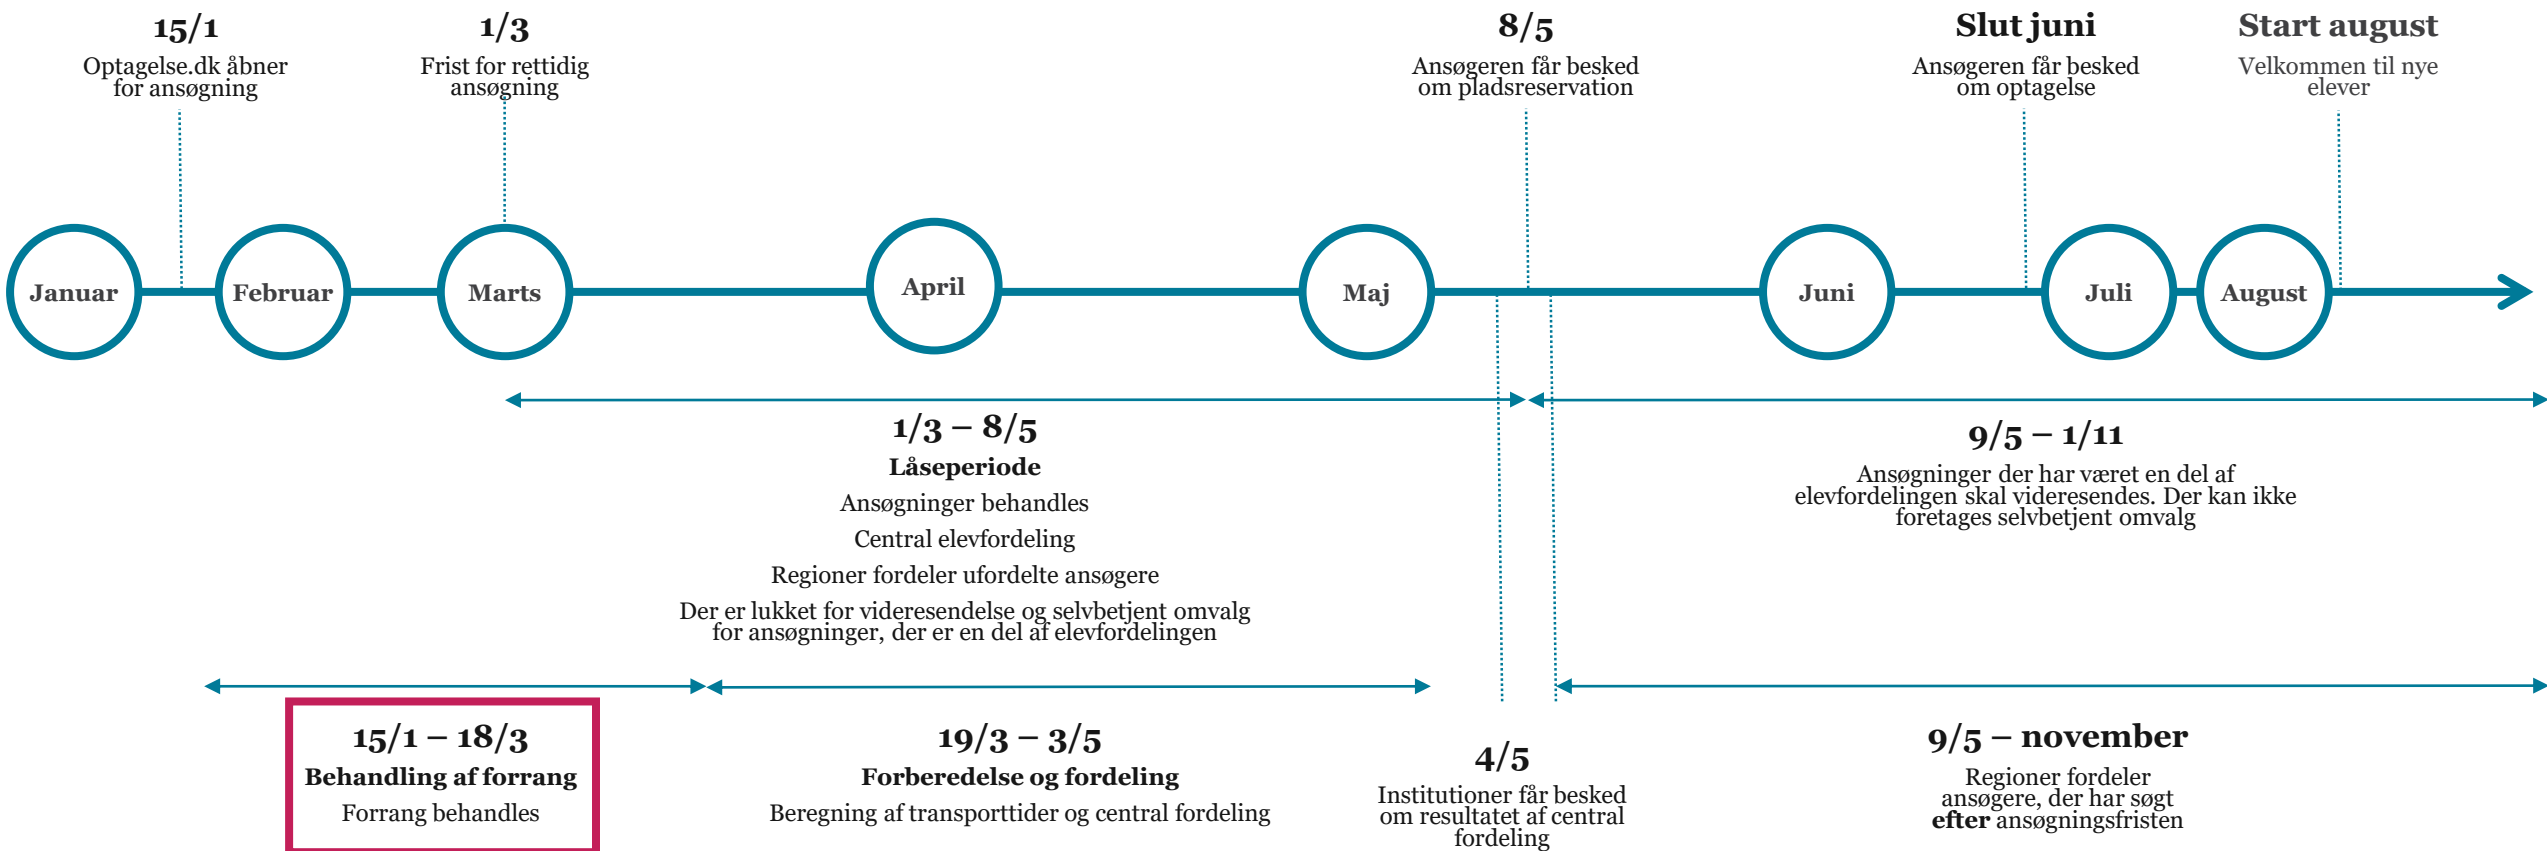 15/1
Optagelse.dk åbner
for ansøgning
1/3
Frist for rettidig
ansøgning
8/5
Ansøgeren får besked
om pladsreservation
Slut juni
Ansøgeren får besked
om optagelse
Start august
Velkommen til nye
elever
Januar
Februar
Marts
April
Maj
Juni
Juli
August
1/3 – 8/5
Låseperiode
Ansøgninger behandles
Central elevfordeling
Regioner fordeler ufordelte ansøgere
Der er lukket for videresendelse og selvbetjent omvalg
for ansøgninger, der er en del af elevfordelingen
9/5 – 1/11
Ansøgninger der har været en del af
elevfordelingen skal videresendes. Der kan ikke
foretages selvbetjent omvalg
15/1 – 18/3
Behandling af forrang
Forrang behandles
19/3 – 3/5
Forberedelse og fordeling
Beregning af transporttider og central fordeling
4/5
Institutioner får besked
om resultatet af central
fordeling
9/5 – november
Regioner fordeler
ansøgere, der har søgt
efter ansøgningsfristen